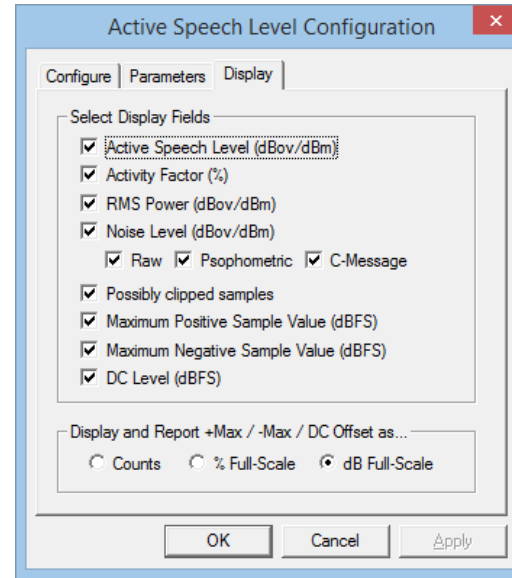 Active Speech Level Configuration
Configure Parameters Display
Select Display Fields
Active Speech Level (dBov/dBm)
Activity Factor (%)
RMS Power (dBov/dBm)
Noise Level (dBov/dBm)
Raw Psophometric C-Message
Possibly clipped samples
Maximum Positive Sample Value (dBFS)
Maximum Negative Sample Value (dBFS)
DC Level (dBFS)
Display and Report +Max / -Max / DC Offset as...
Counts % Full-Scale dB Full-Scale
OK Cancel Apply